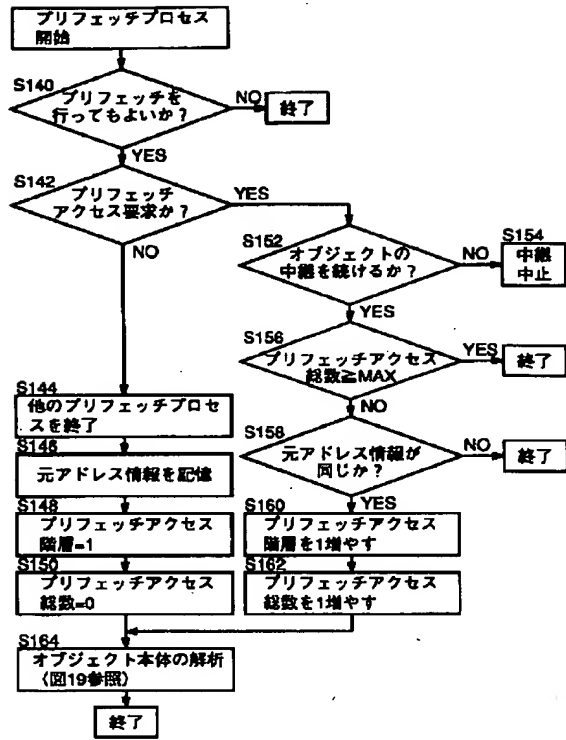 プリフェッチプロセス
開始
S140
プリフェッチを
行ってもよいか？
NO
終了
YES
S142
プリフェッチ
アクセス要求か？
YES
NO
S152
オブジェクトの
中継を続けるか？
NO
S154
中継
中止
YES
S156
プリフェッチアクセス
総数≧MAX
YES
終了
NO
S158
元アドレス情報が
同じか？
NO
終了
YES
S144
他のプリフェッチプロセ
スを終了
S146
元アドレス情報を記憶
S148
プリフェッチアクセス
階層=1
S150
プリフェッチアクセス
総数=0
S160
プリフェッチアクセス
階層を1増やす
S162
プリフェッチアクセス
総数を1増やす
S164
オブジェクト本体の解析
（図19参照）
終了